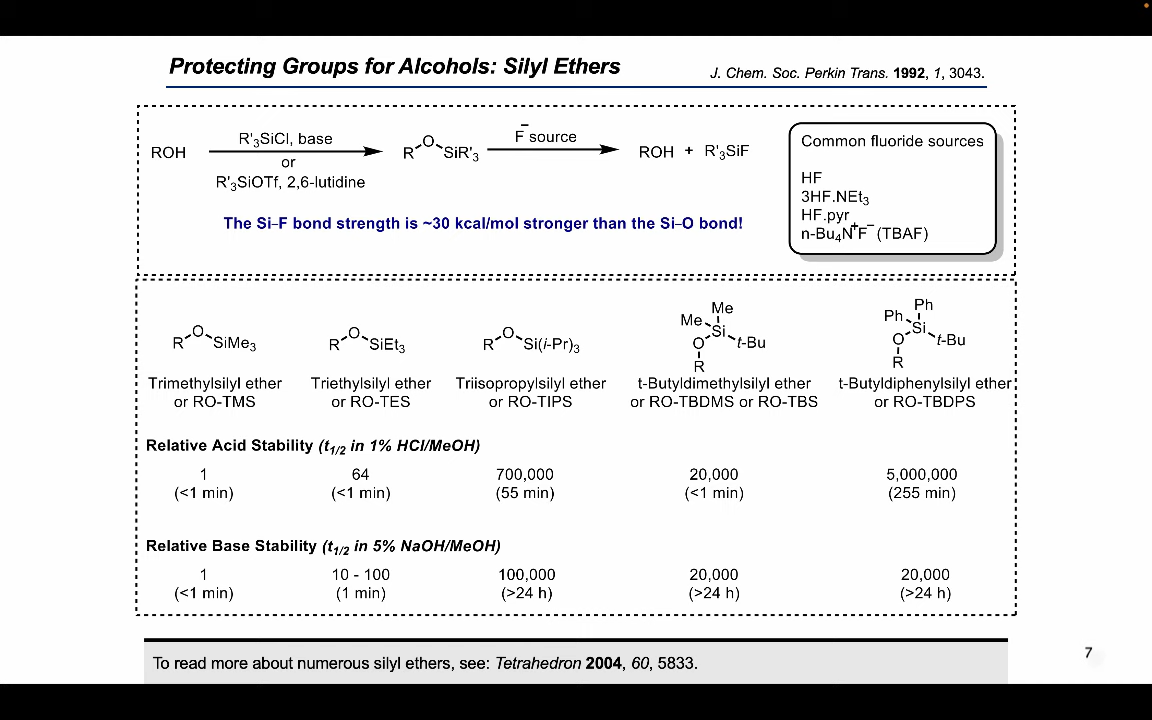 Protecting Groups for Alcohols: Silyl Ethers
J. Chem. Soc. Perkin Trans. 1992, 1, 3043.
ROH
R'₃SiCl, base
or
R'₃SiOTf, 2,6-lutidine
R O SiR'₃
F⁻ source
ROH + R'₃SiF
The Si–F bond strength is ~30 kcal/mol stronger than the Si–O bond!
Common fluoride sources
HF
3HF.NEt₃
HF.pyr
n-Bu₄N⁺F⁻ (TBAF)
R O SiMe₃
R O SiEt₃
R O Si(i-Pr)₃
Me
Me Si
O t-Bu
R
Ph
Ph Si
O t-Bu
R
Trimethylsilyl ether
or RO-TMS
Triethylsilyl ether
or RO-TES
Triisopropylsilyl ether
or RO-TIPS
t-Butyldimethylsilyl ether
or RO-TBDMS or RO-TBS
t-Butyldiphenylsilyl ether
or RO-TBDPS
Relative Acid Stability (t₁/₂ in 1% HCl/MeOH)
1 64 700,000 20,000 5,000,000
(<1 min) (<1 min) (55 min) (<1 min) (255 min)
Relative Base Stability (t₁/₂ in 5% NaOH/MeOH)
1 10 - 100 100,000 20,000 20,000
(<1 min) (1 min) (>24 h) (>24 h) (>24 h)
To read more about numerous silyl ethers, see: Tetrahedron 2004, 60, 5833.
7